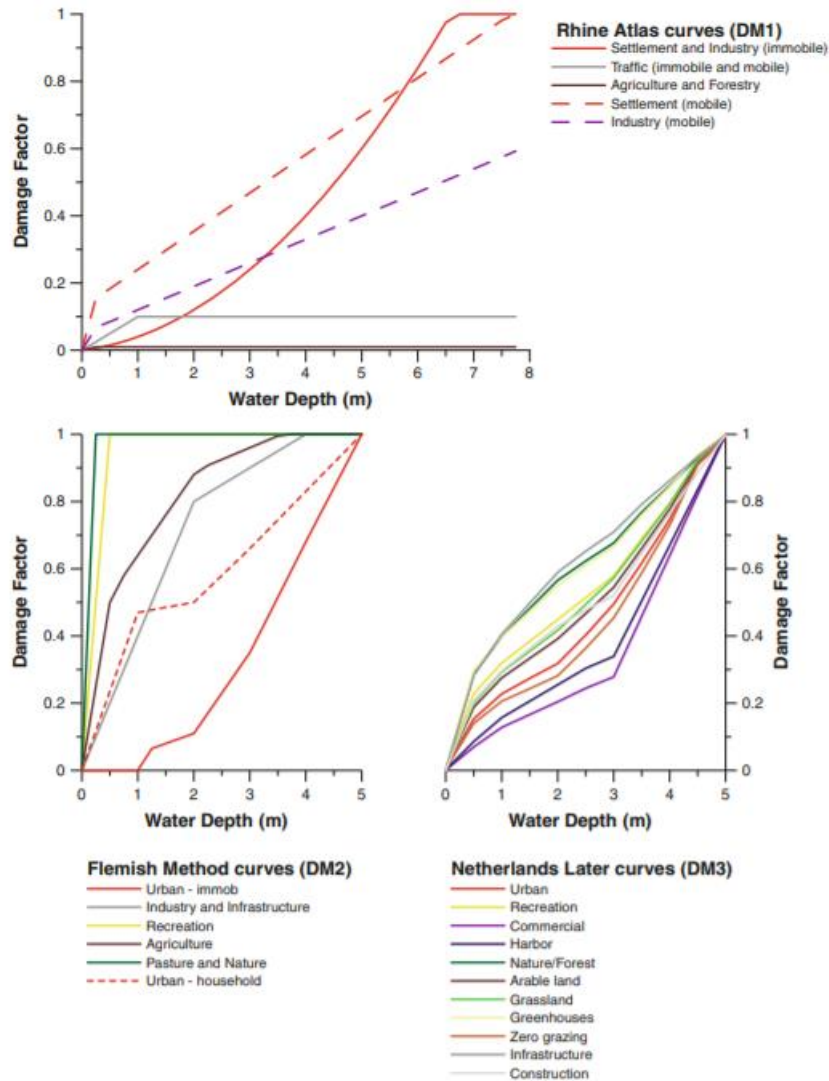 Rhine Atlas curves (DM1)
Settlement and Industry (immobile)
Traffic (immobile and mobile)
Agriculture and Forestry
Settlement (mobile)
Industry (mobile)
Damage Factor
1
0.8
0.6
0.4
0.2
0
0 1 2 3 4 5 6 7 8
Water Depth (m)
Damage Factor
1
0.8
0.6
0.4
0.2
0
0 1 2 3 4 5
Water Depth (m)
1
0.8
0.6
0.4
0.2
0
Damage Factor
0 1 2 3 4 5
Water Depth (m)
Flemish Method curves (DM2)
Urban - immob
Industry and Infrastructure
Recreation
Agriculture
Pasture and Nature
Urban - household
Netherlands Later curves (DM3)
Urban
Recreation
Commercial
Harbor
Nature/Forest
Arable land
Grassland
Greenhouses
Zero grazing
Infrastructure
Construction